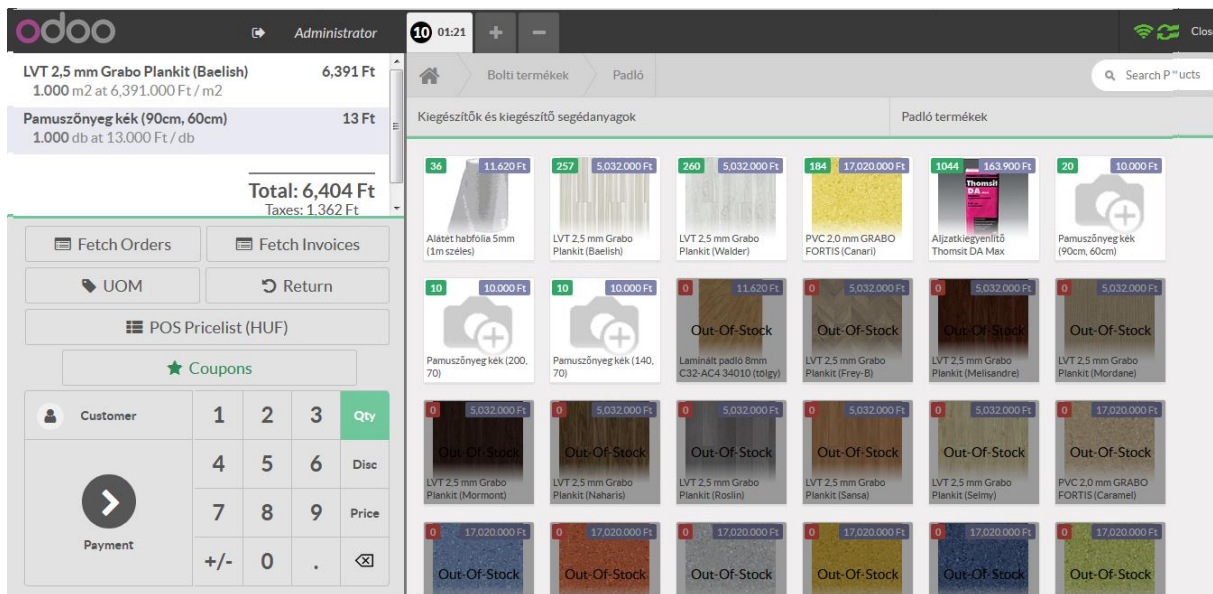 odoo
Administrator
10 01:21
+
−
Clos
LVT 2,5 mm Grabo Plankit (Baelish) 6,391 Ft
1.000 m2 at 6,391.000 Ft / m2
Pamuszőnyeg kék (90cm, 60cm) 13 Ft
1.000 db at 13.000 Ft / db
Total: 6,404 Ft
Taxes: 1,362 Ft
Fetch Orders
Fetch Invoices
UOM
Return
POS Pricelist (HUF)
Coupons
Customer
1 2 3 Qty
4 5 6 Disc
7 8 9 Price
+/- 0 .
Payment
Bolti termékek
Padló
Search P ucts
Kiegészítők és kiegészítő segédanyagok
Padló termékek
36 11.620 Ft
Alátét habfólia 5mm
(1m széles)
257 5,032.000 Ft
LVT 2,5 mm Grabo
Plankit (Baelish)
260 5,032.000 Ft
LVT 2,5 mm Grabo
Plankit (Walder)
184 17,020.000 Ft
PVC 2,0 mm GRABO
FORTIS (Canari)
1044 163.900 Ft
Thomsit
DA
Aljzatkiegyenlítő
Thomsit DA Max
20 10.000 Ft
Pamuszőnyeg kék
(90cm, 60cm)
10 10.000 Ft
Pamuszőnyeg kék (200,
70)
10 10.000 Ft
Pamuszőnyeg kék (140,
70)
0 11.620 Ft
Out-Of-Stock
Laminált padló 8mm
C32-AC4 34010 (tölgy)
0 5,032.000 Ft
Out-Of-Stock
LVT 2,5 mm Grabo
Plankit (Frey-B)
0 5,032.000 Ft
Out-Of-Stock
LVT 2,5 mm Grabo
Plankit (Melisandre)
0 5,032.000 Ft
Out-Of-Stock
LVT 2,5 mm Grabo
Plankit (Mordane)
0 5,032.000 Ft
Out-Of-Stock
LVT 2,5 mm Grabo
Plankit (Mormont)
0 5,032.000 Ft
Out-Of-Stock
LVT 2,5 mm Grabo
Plankit (Naharis)
0 5,032.000 Ft
Out-Of-Stock
LVT 2,5 mm Grabo
Plankit (Roslin)
0 5,032.000 Ft
Out-Of-Stock
LVT 2,5 mm Grabo
Plankit (Sansa)
0 5,032.000 Ft
Out-Of-Stock
LVT 2,5 mm Grabo
Plankit (Selmy)
0 17,020.000 Ft
Out-Of-Stock
PVC 2,0 mm GRABO
FORTIS (Caramel)
0 17,020.000 Ft
Out-Of-Stock
0 17,020.000 Ft
Out-Of-Stock
0 17,020.000 Ft
Out-Of-Stock
0 17,020.000 Ft
Out-Of-Stock
0 17,020.000 Ft
Out-Of-Stock
0 17,020.000 Ft
Out-Of-Stock